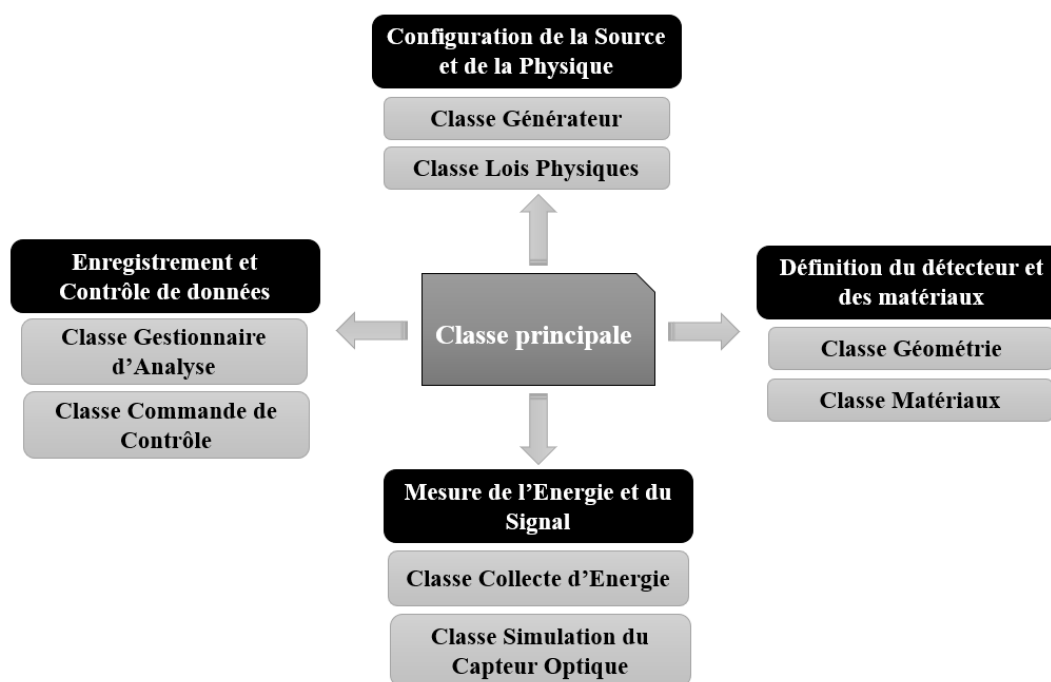 Configuration de la Source
et de la Physique
Classe Générateur
Classe Lois Physiques
Enregistrement et
Contrôle de données
Classe Gestionnaire
d’Analyse
Classe Commande de
Contrôle
Classe principale
Définition du détecteur et
des matériaux
Classe Géométrie
Classe Matériaux
Mesure de l’Energie et du
Signal
Classe Collecte d’Energie
Classe Simulation du
Capteur Optique